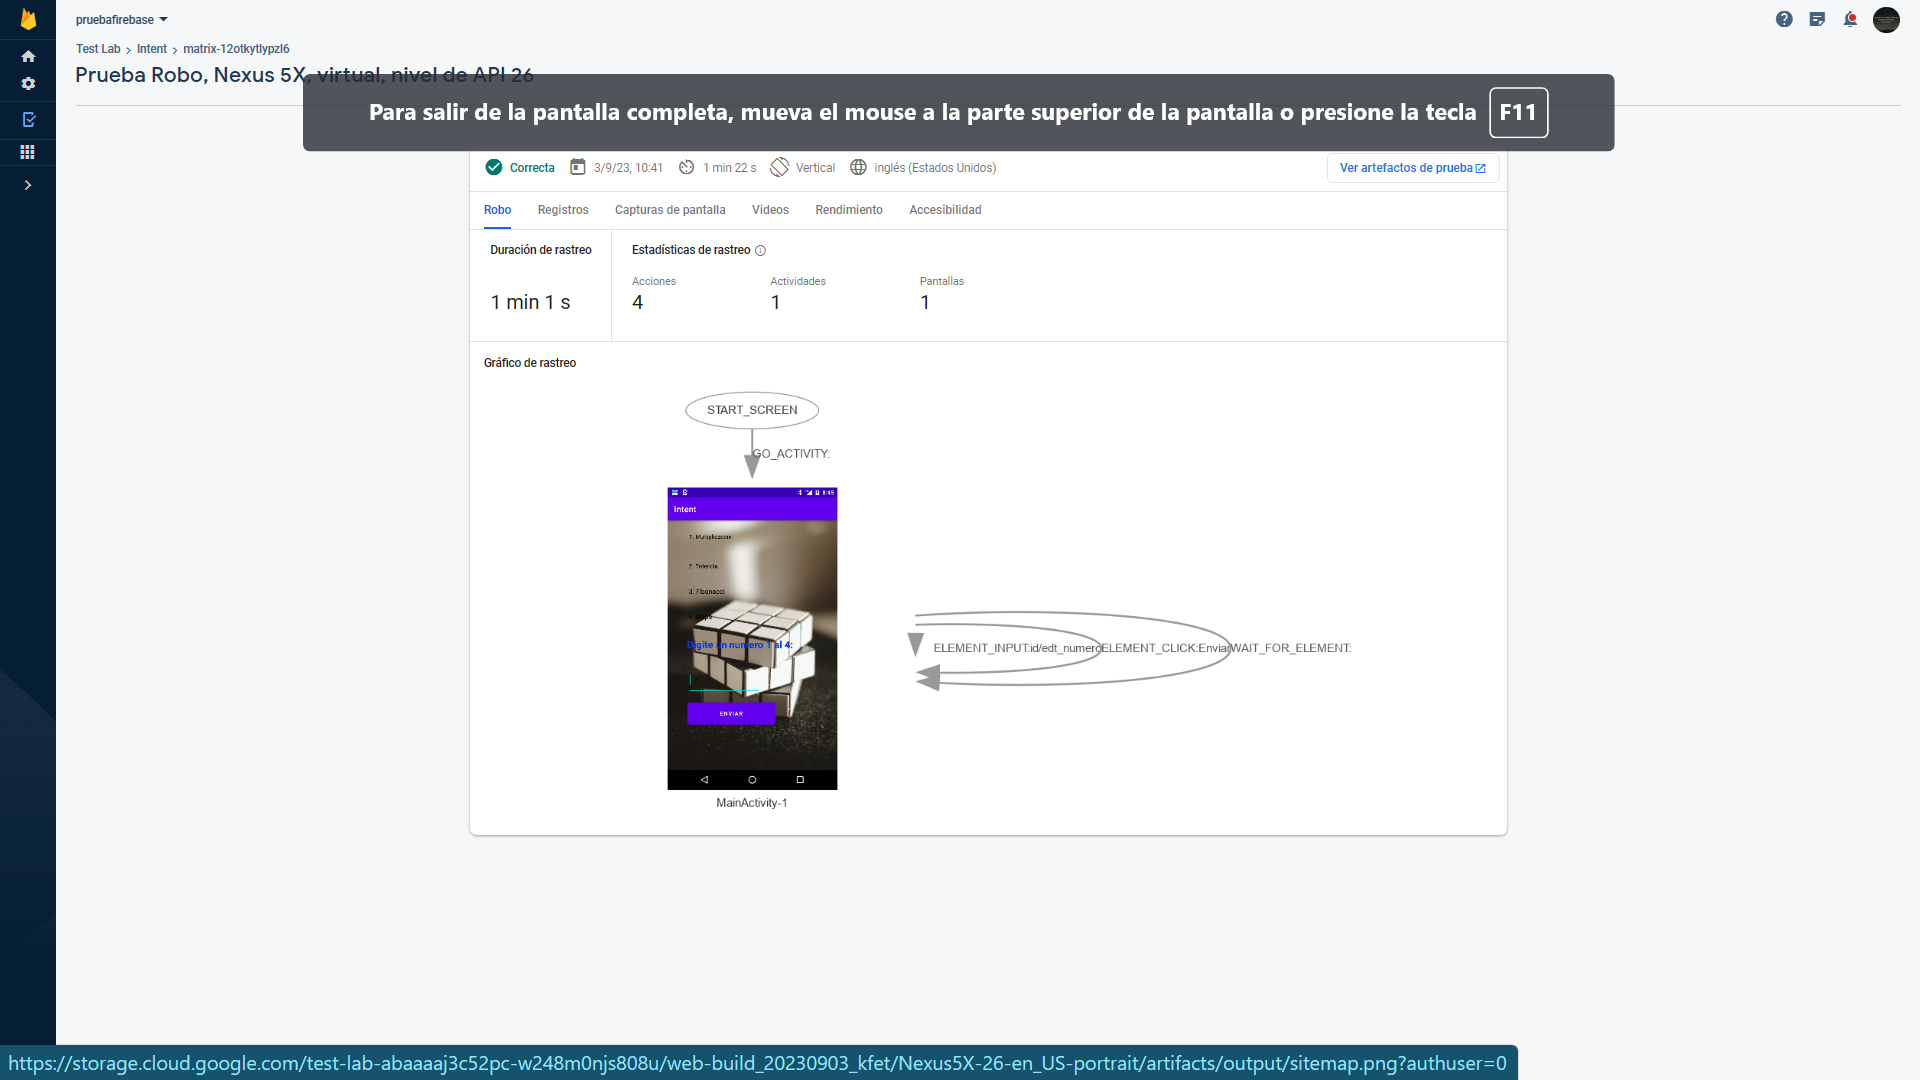 pruebafirebase
Test Lab > Intent > matrix-12otkytlypzl6
Prueba Robo, Nexus 5X, virtual, nivel de API 26
Para salir de la pantalla completa, mueva el mouse a la parte superior de la pantalla o presione la tecla F11
Correcta 3/9/23, 10:41 1 min 22 s Vertical inglés (Estados Unidos) Ver artefactos de prueba
Robo Registros Capturas de pantalla Videos Rendimiento Accesibilidad
Duración de rastreo Estadísticas de rastreo
Acciones Actividades Pantallas
1 min 1 s 4 1 1
Gráfico de rastreo
START_SCREEN
GO_ACTIVITY:
8:45
Intent
1. Multiplicacion
2. Potencia
3. Fibonacci
Digite un numero 1 al 4:
ELEMENT_INPUT:id/edt_numero ELEMENT_CLICK:Enviar WAIT_FOR_ELEMENT:
ENVIAR
MainActivity-1
https://storage.cloud.google.com/test-lab-abaaaaj3c52pc-w248m0njs808u/web-build_20230903_kfet/Nexus5X-26-en_US-portrait/artifacts/output/sitemap.png?authuser=0